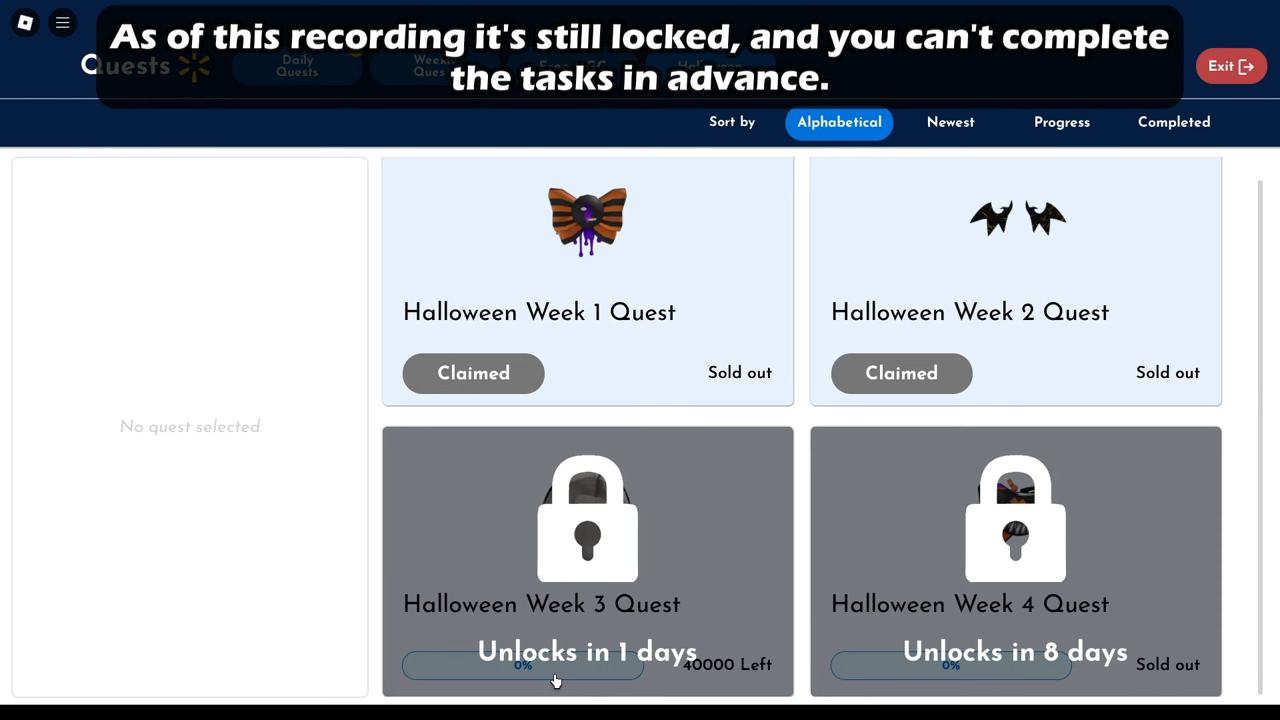 As of this recording it's still locked, and you can't complete
the tasks in advance.
Quests
Daily
Quests
Exit
Sort by
Alphabetical
Newest
Progress
Completed
No quest selected
Halloween Week 1 Quest
Claimed
Sold out
Halloween Week 2 Quest
Claimed
Sold out
Halloween Week 3 Quest
Unlocks in 1 days
0%
40000 Left
Halloween Week 4 Quest
Unlocks in 8 days
0%
Sold out